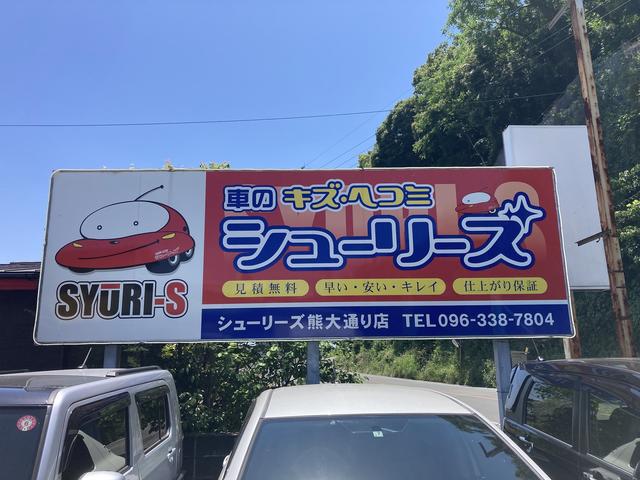 車の キズ・ヘコミ
シューリーズ
見積無料
早い・安い・キレイ
仕上がり保証
SYURI-S
シューリーズ熊大通り店 TEL096-338-7804